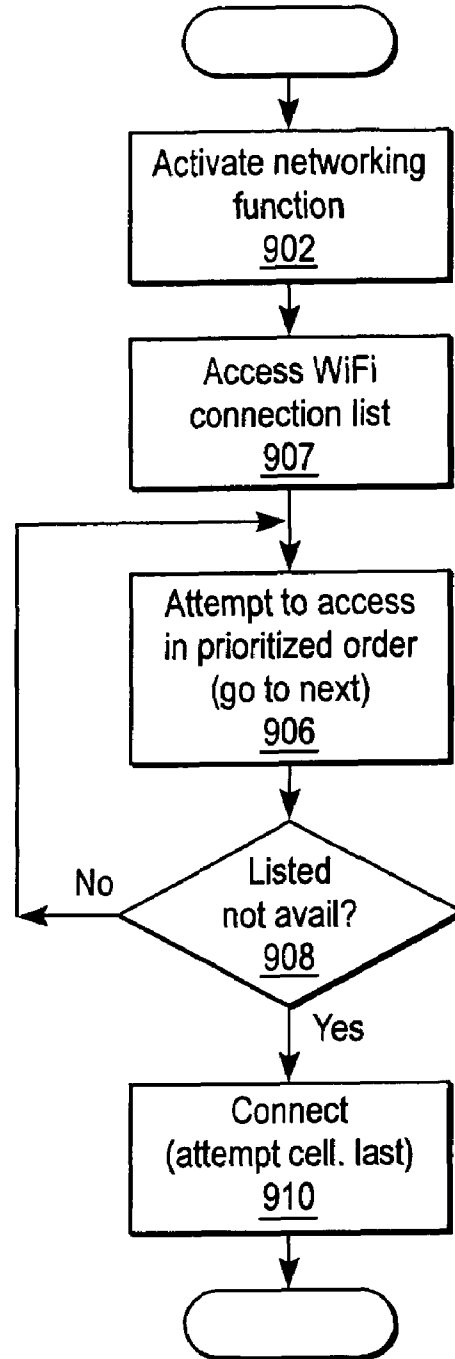 Activate networking
function
902
Access WiFi
connection list
907
Attempt to access
in prioritized order
(go to next)
906
Listed
not avail?
908
No
Yes
Connect
(attempt cell. last)
910